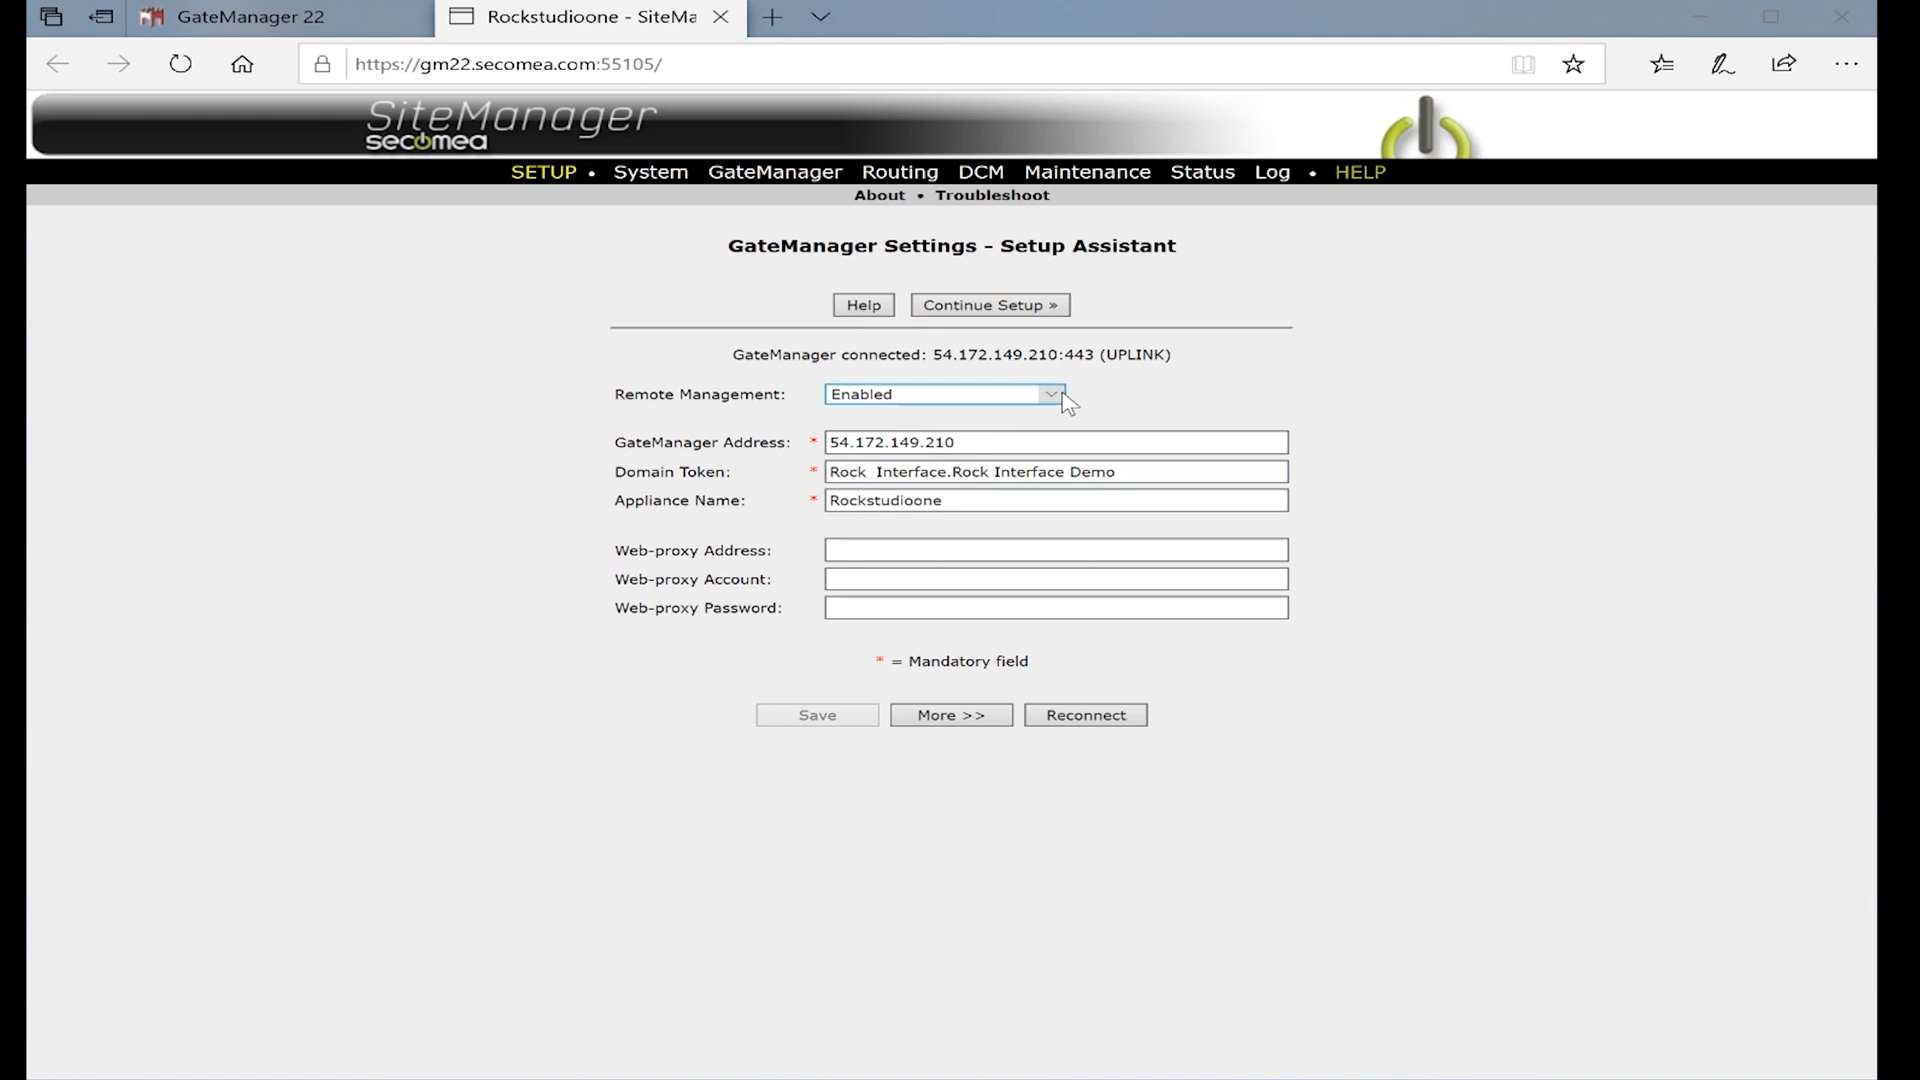 GateManager 22
Rockstudioone - SiteMa
https://gm22.secomea.com:55105/
SiteManager
secomea
SETUP • System GateManager Routing DCM Maintenance Status Log • HELP
About • Troubleshoot
GateManager Settings - Setup Assistant
Help Continue Setup »
GateManager connected: 54.172.149.210:443 (UPLINK)
Remote Management: Enabled
GateManager Address: * 54.172.149.210
Domain Token: * Rock_Interface.Rock Interface Demo
Appliance Name: * Rockstudioone
Web-proxy Address:
Web-proxy Account:
Web-proxy Password:
* = Mandatory field
Save More >> Reconnect